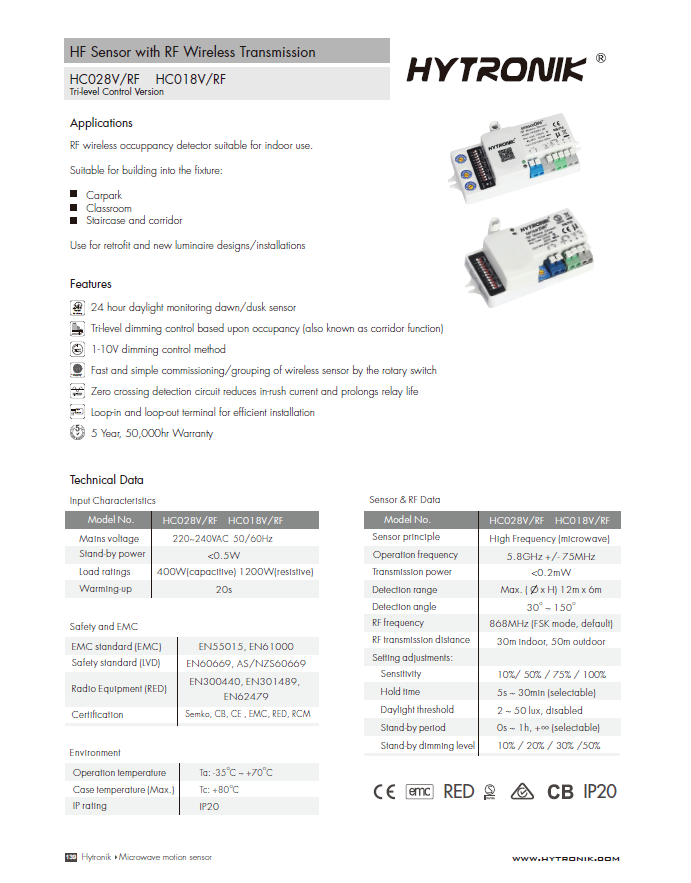 HF Sensor with RF Wireless Transmission
HC028V/RF HC018V/RF
Tri-level Control Version
HYTRONIK ®
Applications
RF wireless occuppancy detector suitable for indoor use.
Suitable for building into the fixture:
Carpark
Classroom
Staircase and corridor
Use for retrofit and new luminaire designs/installations
HYTRONIK
HYTRONIK
Features
24 hour daylight monitoring dawn/dusk sensor
Tri-level dimming control based upon occupancy (also known as corridor function)
1-10V dimming control method
Fast and simple commissioning/grouping of wireless sensor by the rotary switch
Zero crossing detection circuit reduces in-rush current and prolongs relay life
Loop-in and loop-out terminal for efficient installation
5 Year, 50,000hr Warranty
Technical Data
Input Characteristics
Model No. HC028V/RF HC018V/RF
Mains voltage 220~240VAC 50/60Hz
Stand-by power <0.5W
Load ratings 400W(capacitive) 1200W(resistive)
Warming-up 20s
Safety and EMC
EMC standard (EMC) EN55015, EN61000
Safety standard (LVD) EN60669, AS/NZS60669
Radio Equipment (RED) EN300440, EN301489,
EN62479
Certification Semko, CB, CE , EMC, RED, RCM
Environment
Operation temperature Ta: -35°C ~ +70°C
Case temperature (Max.) Tc: +80°C
IP rating IP20
Sensor & RF Data
Model No. HC028V/RF HC018V/RF
Sensor principle High Frequency (microwave)
Operation frequency 5.8GHz +/- 75MHz
Transmission power <0.2mW
Detection range Max. ( Ø x H) 12m x 6m
Detection angle 30° ~ 150°
RF frequency 868MHz (FSK mode, default)
RF transmission distance 30m indoor, 50m outdoor
Setting adjustments:
Sensitivity 10%/ 50% / 75% / 100%
Hold time 5s ~ 30min (selectable)
Daylight threshold 2 ~ 50 lux, disabled
Stand-by period 0s ~ 1h, +∞ (selectable)
Stand-by dimming level 10% / 20% / 30% /50%
CE emc RED CB IP20
139 Hytronik Microwave motion sensor
www.hytronik.com